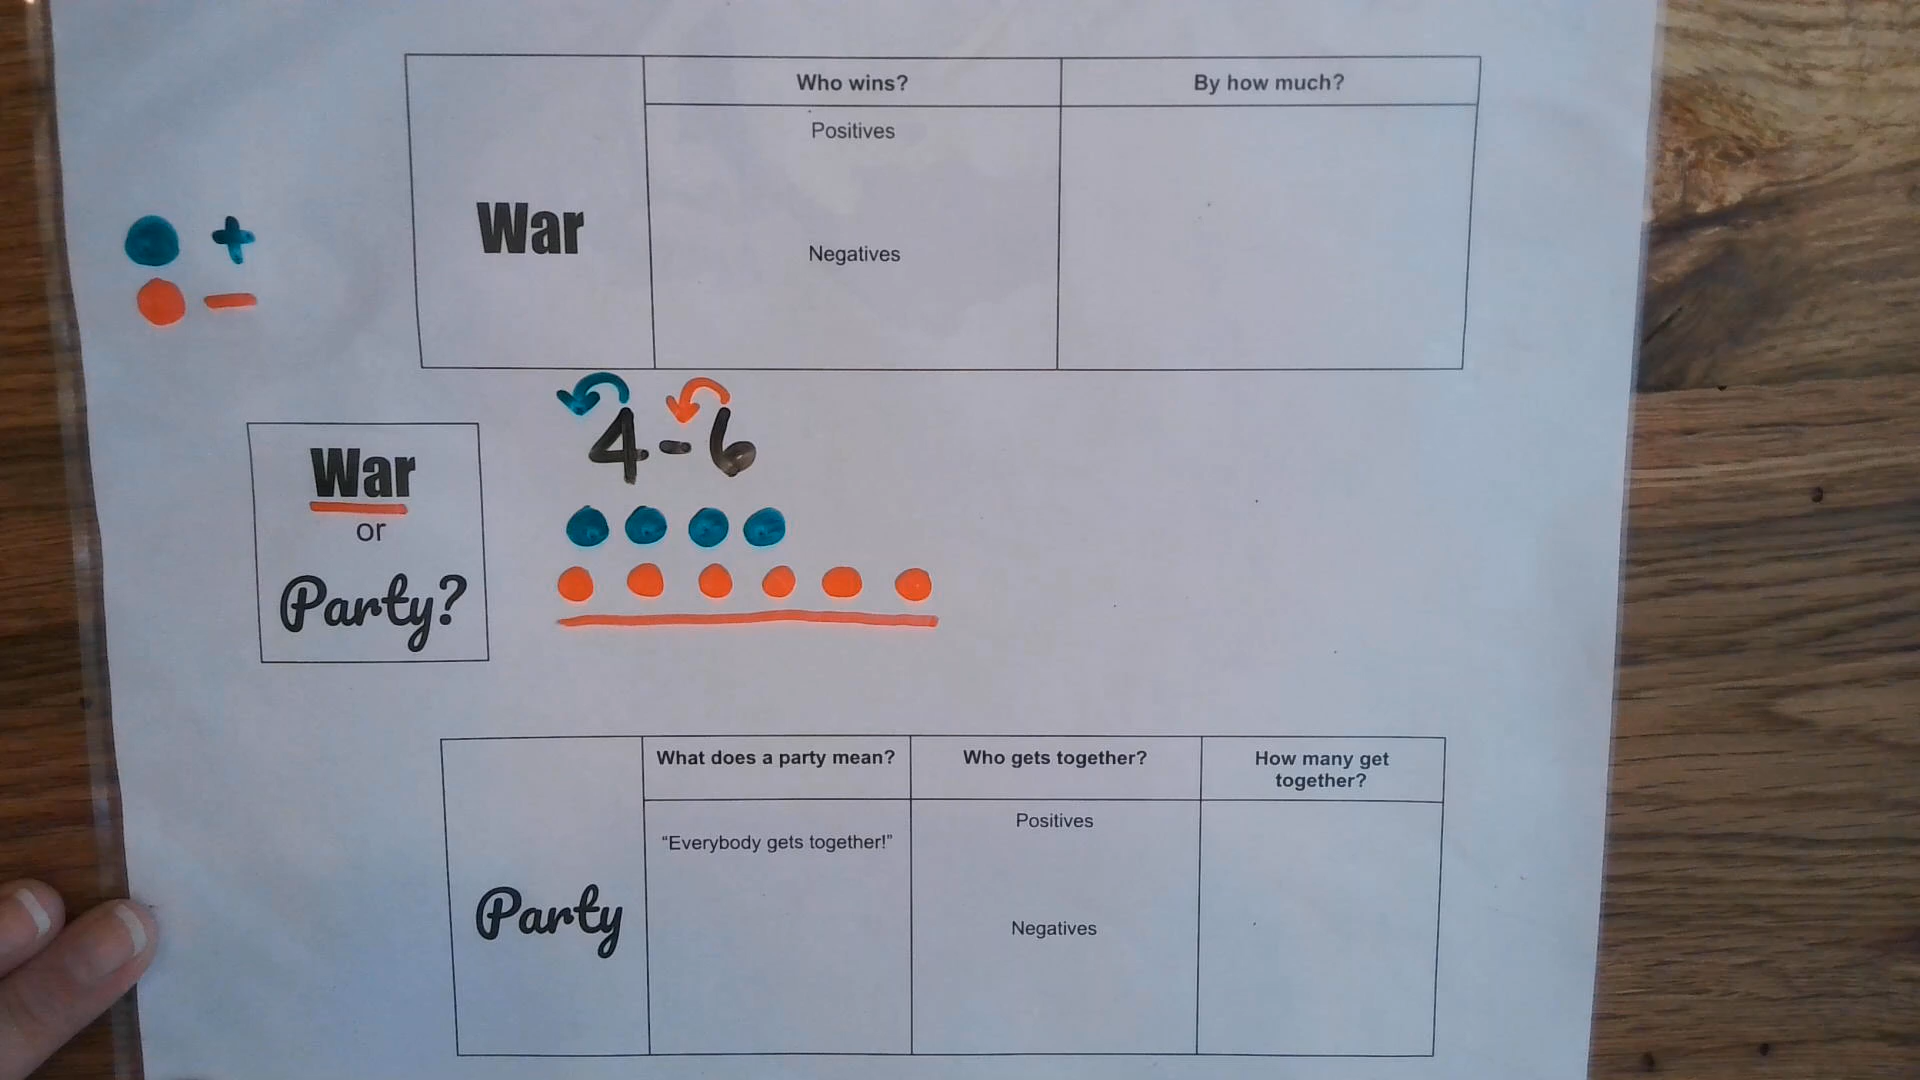 Who wins? By how much?
Positives
+
War
Negatives
-
4-6
War
or
Party?
What does a party mean? Who gets together? How many get
together?
Positives
“Everybody gets together!”
Party
Negatives